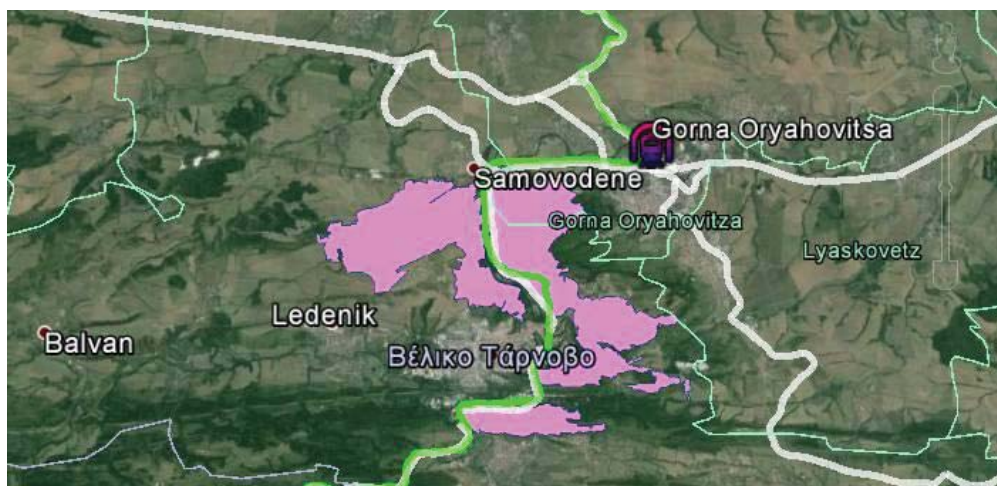 Gorna Oryahovitsa
Samovodene
Gorna Oryahovitza
Lyaskovetz
Ledenik
Balvan
Βέλικο Τάρνοβο